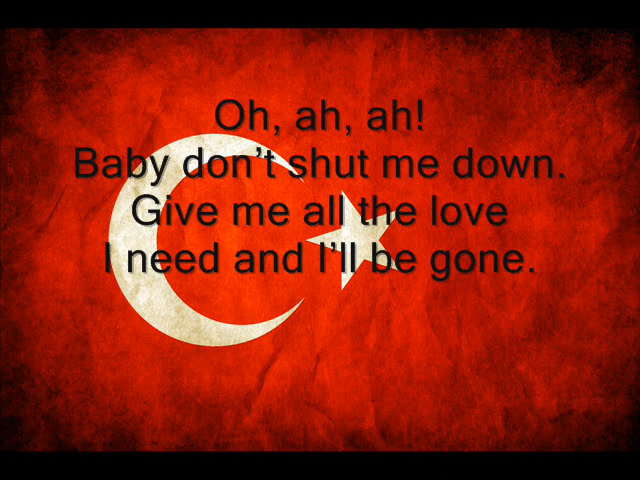 Oh, ah, ah!
Baby don’t shut me down.
Give me all the love
I need and I’ll be gone.